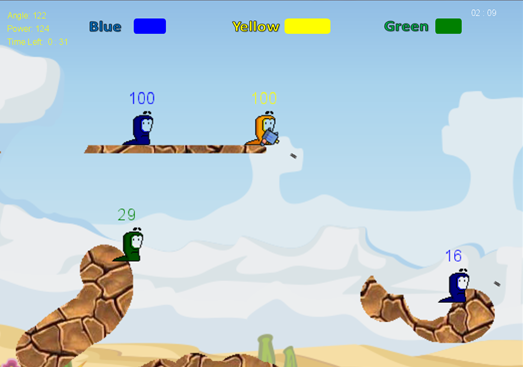 Angle: 122
Power: 124
Time Left: 0 : 31
Blue
Yellow
Green
02 : 09
100
100
29
16